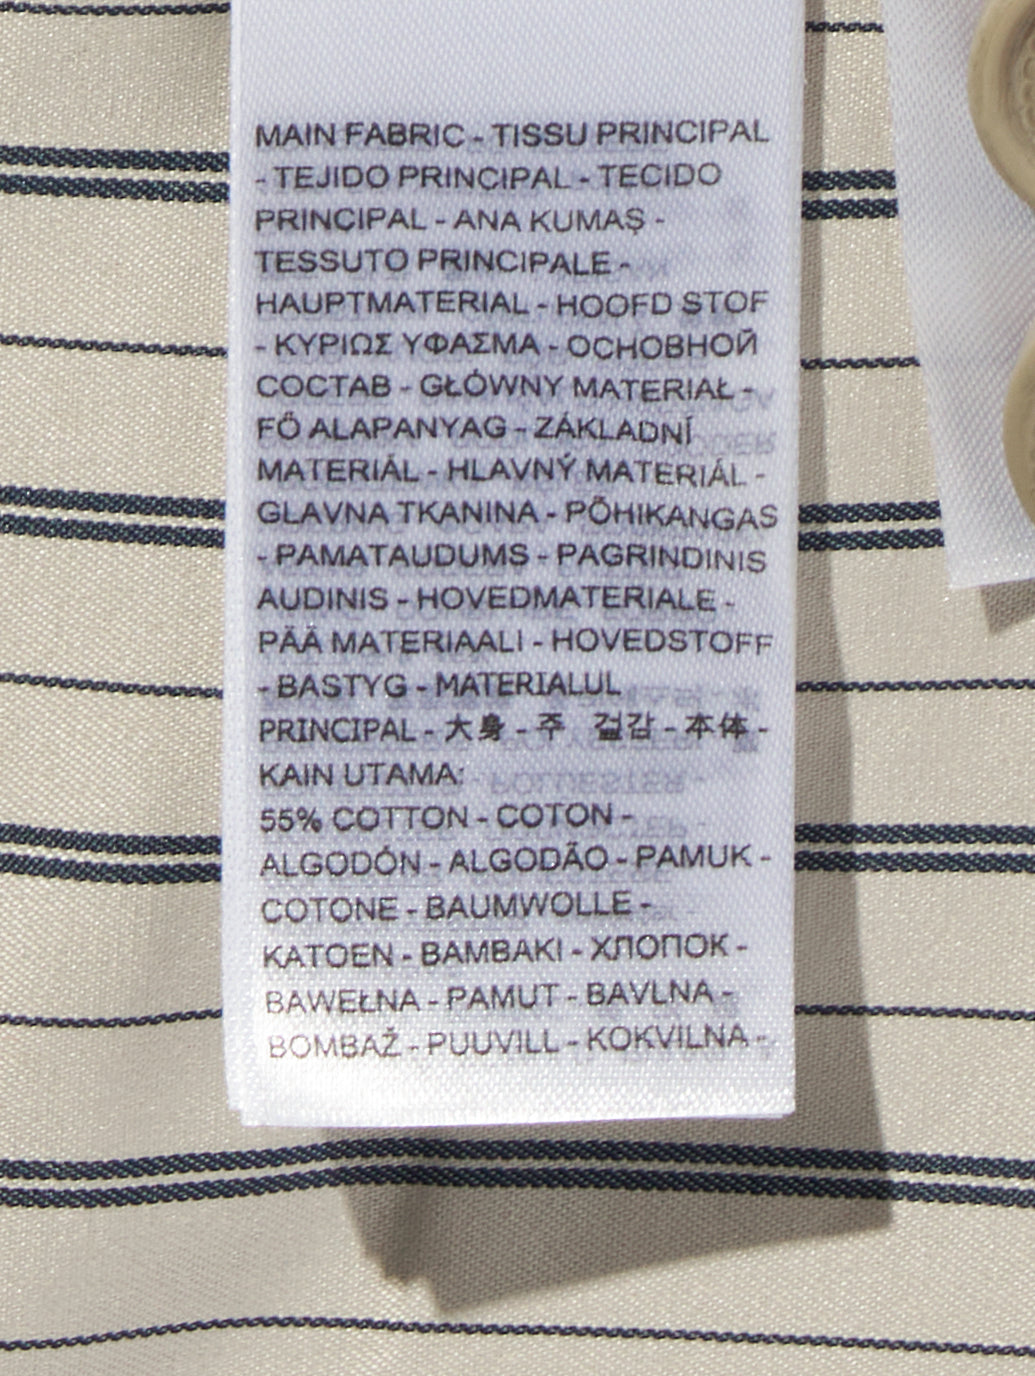 MAIN FABRIC - TISSU PRINCIPAL
- TEJIDO PRINCIPAL - TECIDO
PRINCIPAL - ANA KUMAŞ -
TESSUTO PRINCIPALE -
HAUPTMATERIAL - HOOFD STOF
- ΚΥΡΙΩΣ ΥΦΑΣΜΑ - ОСНОВНОЙ
СОСТАВ - GŁÓWNY MATERIAŁ -
FŐ ALAPANYAG - ZÁKLADNÍ
MATERIÁL - HLAVNÝ MATERIÁL -
GLAVNA TKANINA - PÕHIKANGAS
- PAMATAUDUMS - PAGRINDINIS
AUDINIS - HOVEDMATERIALE -
PÄÄ MATERIAALI - HOVEDSTOFF
- BASTYG - MATERIALUL
PRINCIPAL - 大身 - 주 겉감 - 本体 -
KAIN UTAMA:
55% COTTON - COTON -
ALGODÓN - ALGODÃO - PAMUK -
COTONE - BAUMWOLLE -
KATOEN - ΒΑΜΒΑΚΙ - ХЛОПОК -
BAWEŁNA - PAMUT - BAVLNA -
BOMBAŽ - PUUVILL - KOKVILNA -